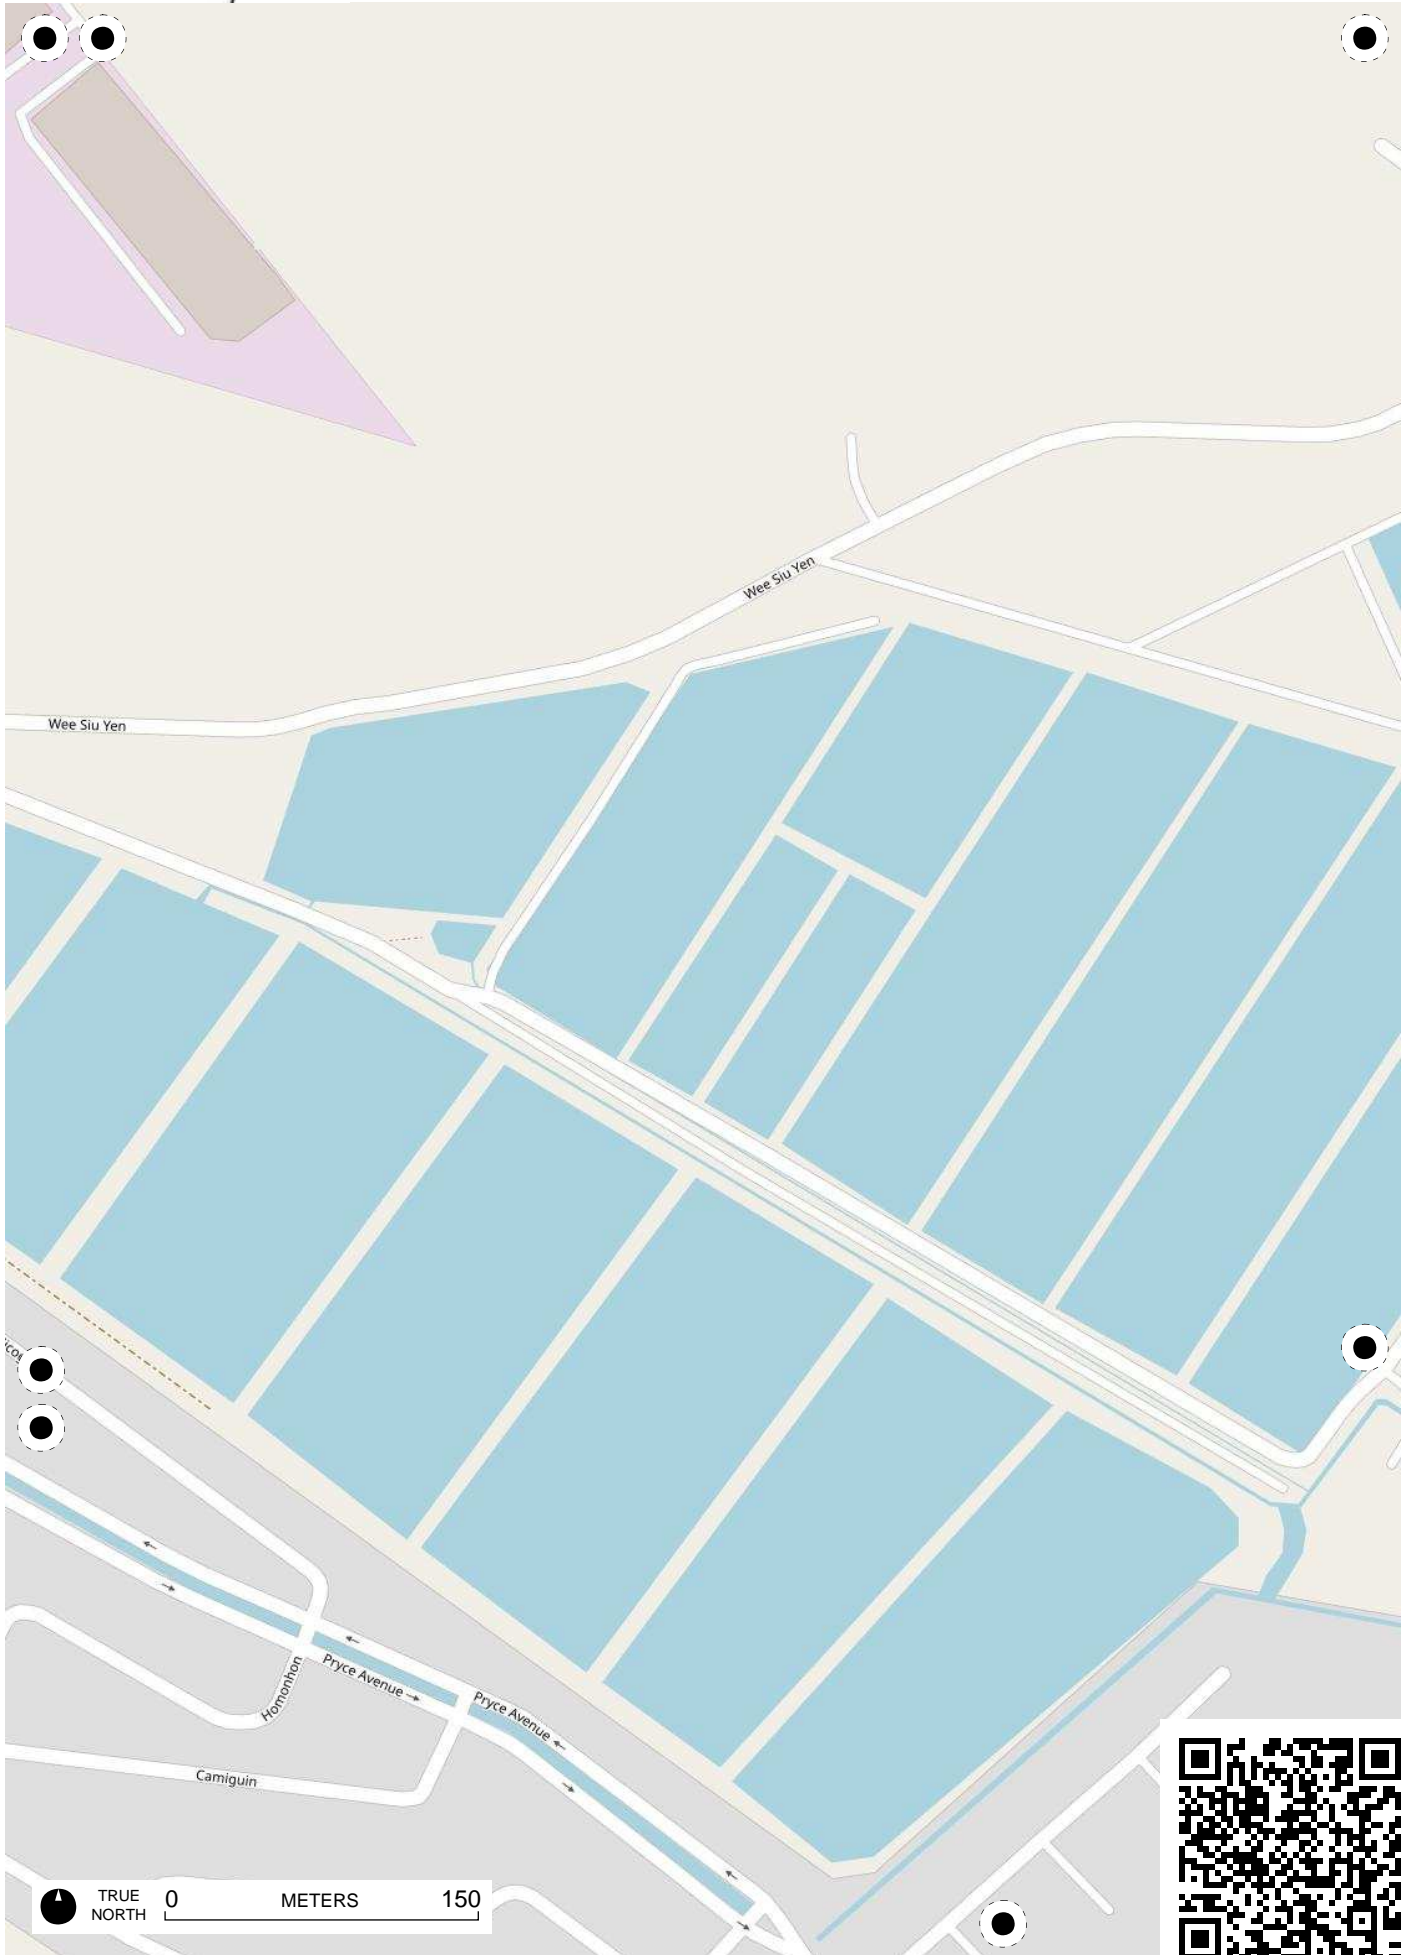 Wee Siu Yen
Wee Siu Yen
Pryce Avenue
Homonhon
Pryce Avenue
Camiguin
TRUE
NORTH
0 METERS 150